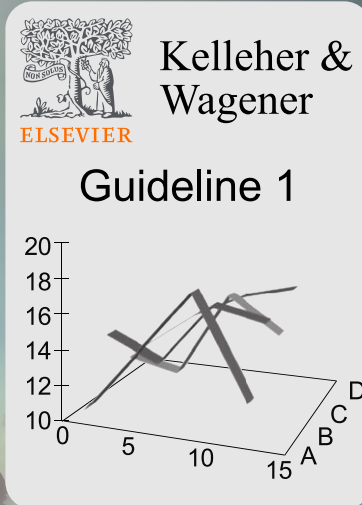 NON SOLUS
ELSEVIER
Kelleher &
Wagener
Guideline 1
20
18
16
14
12
10
0
5
10
15
A
B
C
D